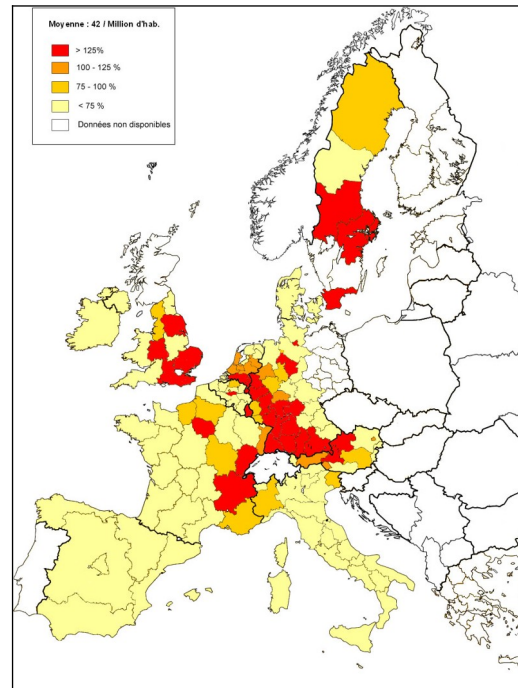 Moyenne : 42 / Million d'hab.
> 125%
100 - 125 %
75 - 100 %
< 75 %
Données non disponibles